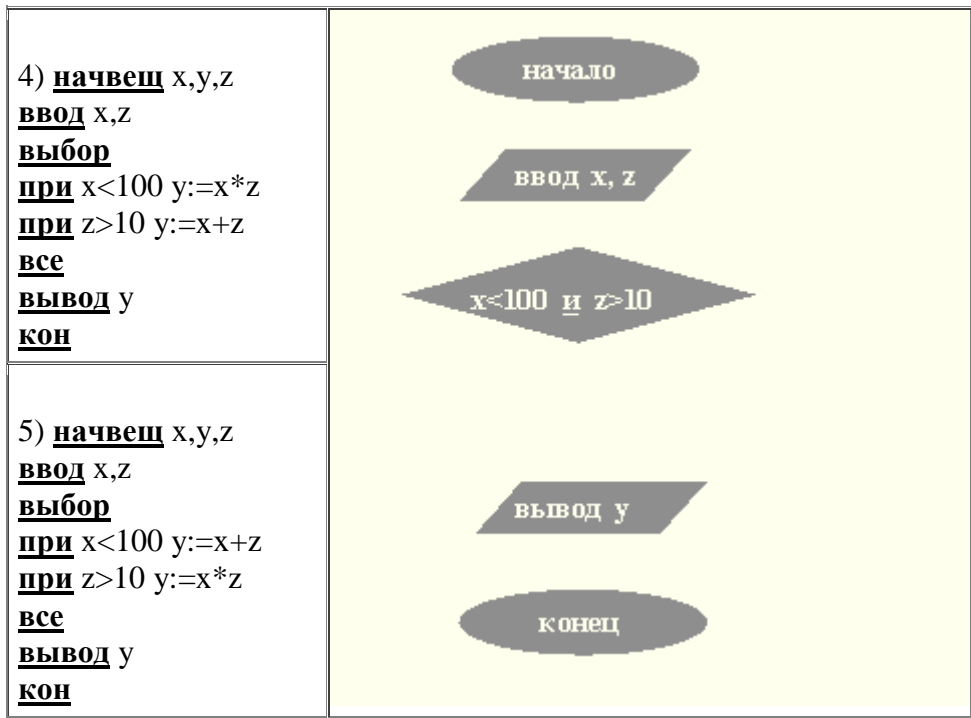 4) начвещ x,y,z
ввод x,z
выбор
при x<100 y:=x*z
при z>10 y:=x+z
все
вывод y
кон
5) начвещ x,y,z
ввод x,z
выбор
при x<100 y:=x+z
при z>10 y:=x*z
все
вывод y
кон
начало
ввод x, z
x<100 и z>10
вывод y
конец